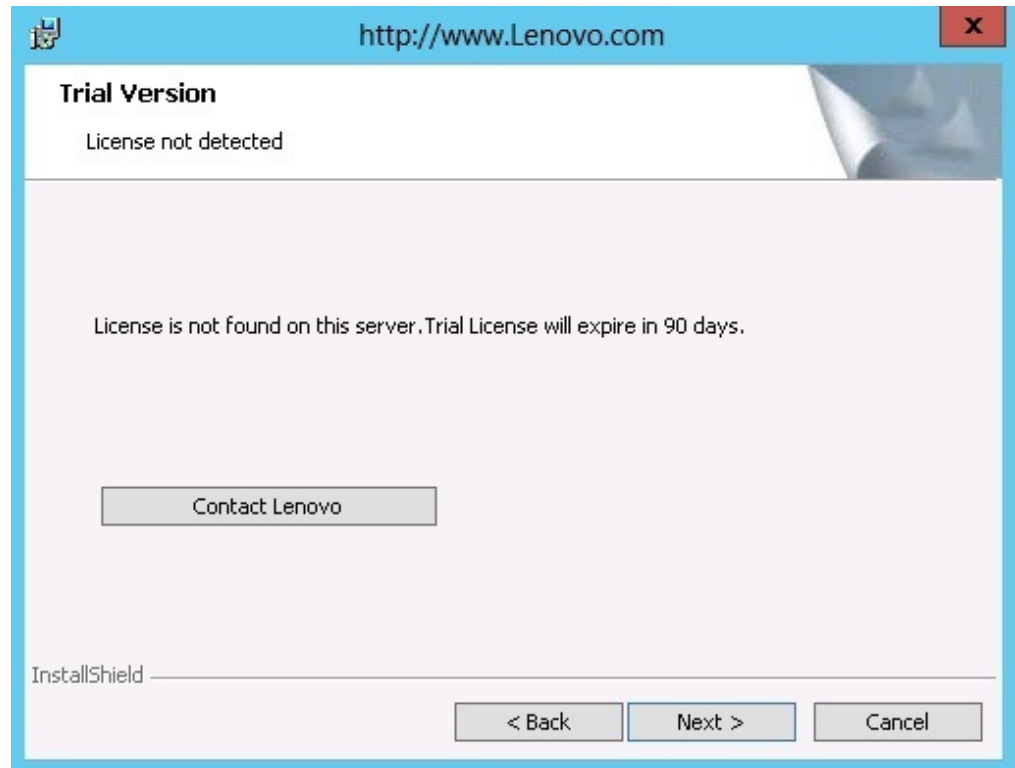 http://www.Lenovo.com
x
Trial Version
License not detected
License is not found on this server.Trial License will expire in 90 days.
Contact Lenovo
InstallShield
< Back Next > Cancel